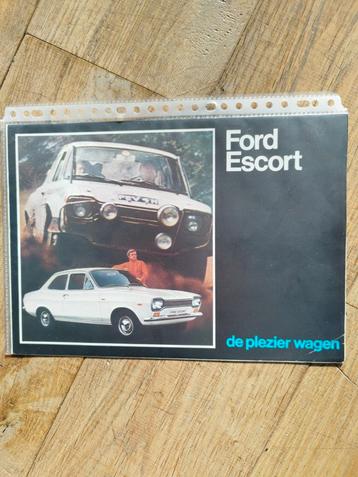 Ford
Escort
de plezier wagen